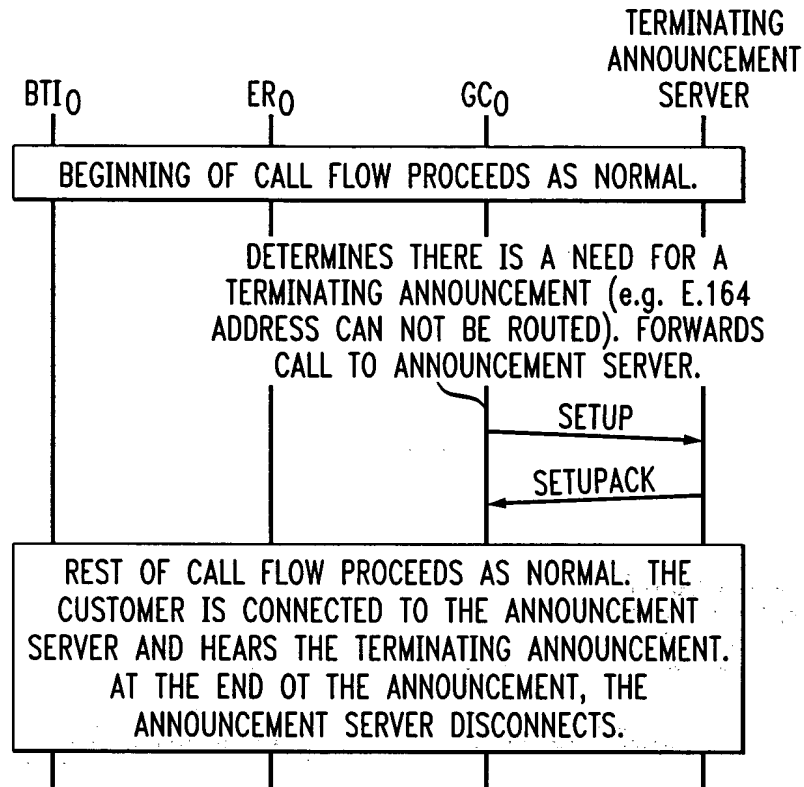 TERMINATING
ANNOUNCEMENT
SERVER
BTI0
ER0
GC0
BEGINNING OF CALL FLOW PROCEEDS AS NORMAL.
DETERMINES THERE IS A NEED FOR A
TERMINATING ANNOUNCEMENT (e.g. E.164
ADDRESS CAN NOT BE ROUTED). FORWARDS
CALL TO ANNOUNCEMENT SERVER.
SETUP
SETUPACK
REST OF CALL FLOW PROCEEDS AS NORMAL. THE
CUSTOMER IS CONNECTED TO THE ANNOUNCEMENT
SERVER AND HEARS THE TERMINATING ANNOUNCEMENT.
AT THE END OT THE ANNOUNCEMENT, THE
ANNOUNCEMENT SERVER DISCONNECTS.